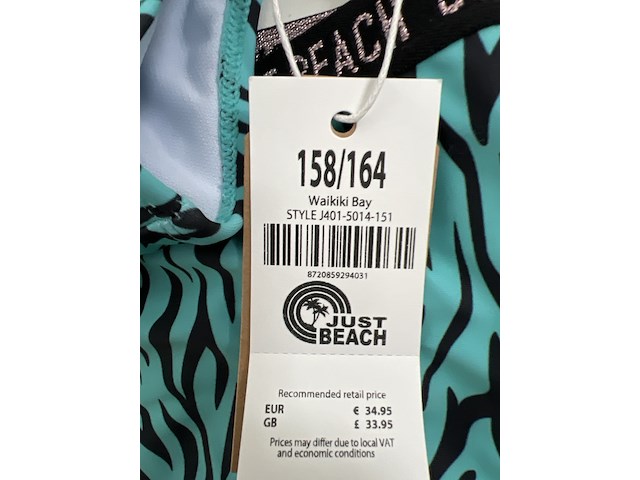 BEACH
158/164
Waikiki Bay
STYLE J401-5014-151
8720859294031
JUST
BEACH
Recommended retail price
EUR € 34.95
GB £ 33.95
Prices may differ due to local VAT
and economic conditions